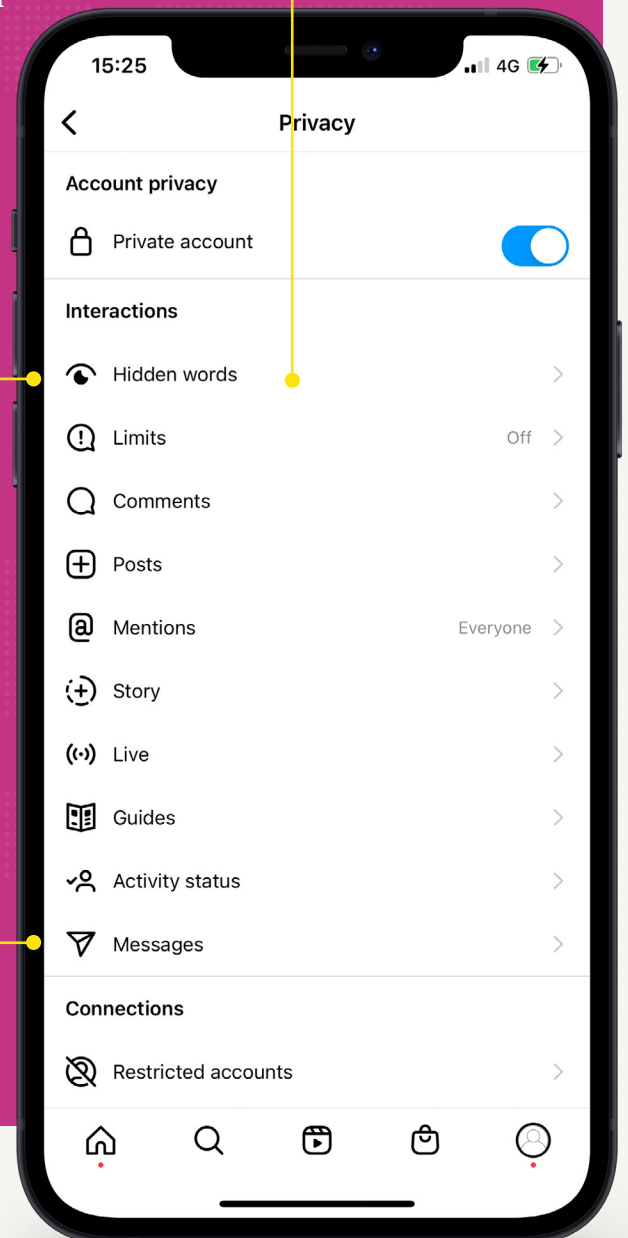 15:25
4G
Privacy
Account privacy
Private account
Interactions
Hidden words
Limits Off
Comments
Posts
Mentions Everyone
Story
Live
Guides
Activity status
Messages
Connections
Restricted accounts